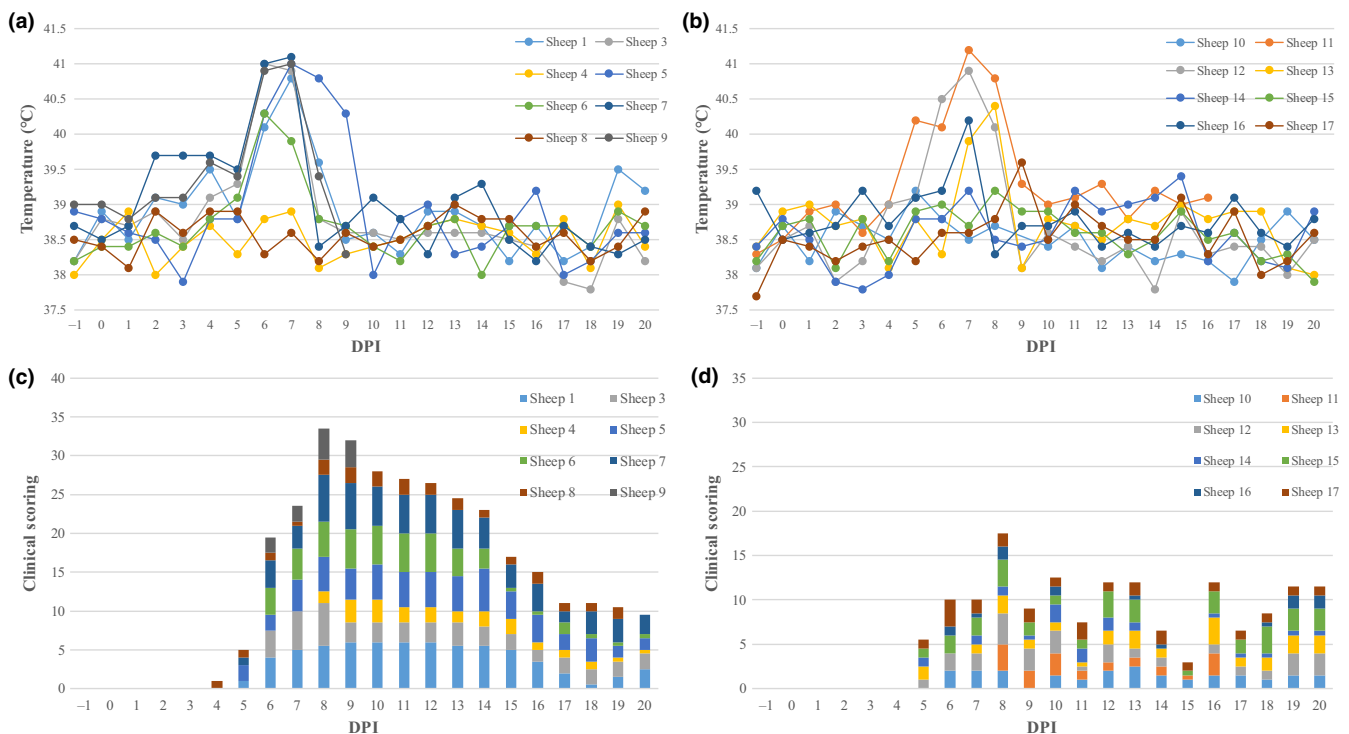 (a)
41.5
41
40.5
40
39.5
39
38.5
38
37.5
Temperature (℃)
Sheep 1 Sheep 3
Sheep 4 Sheep 5
Sheep 6 Sheep 7
Sheep 8 Sheep 9
–1 0 1 2 3 4 5 6 7 8 9 10 11 12 13 14 15 16 17 18 19 20
DPI
(b)
41.5
41
40.5
40
39.5
39
38.5
38
37.5
Temperature (℃)
Sheep 10 Sheep 11
Sheep 12 Sheep 13
Sheep 14 Sheep 15
Sheep 16 Sheep 17
–1 0 1 2 3 4 5 6 7 8 9 10 11 12 13 14 15 16 17 18 19 20
DPI
(c)
40
35
30
25
20
15
10
5
0
Clinical scoring
Sheep 1 Sheep 3
Sheep 4 Sheep 5
Sheep 6 Sheep 7
Sheep 8 Sheep 9
–1 0 1 2 3 4 5 6 7 8 9 10 11 12 13 14 15 16 17 18 19 20
DPI
(d)
35
30
25
20
15
10
5
0
Clinical scoring
Sheep 10 Sheep 11
Sheep 12 Sheep 13
Sheep 14 Sheep 15
Sheep 16 Sheep 17
–1 0 1 2 3 4 5 6 7 8 9 10 11 12 13 14 15 16 17 18 19 20
DPI